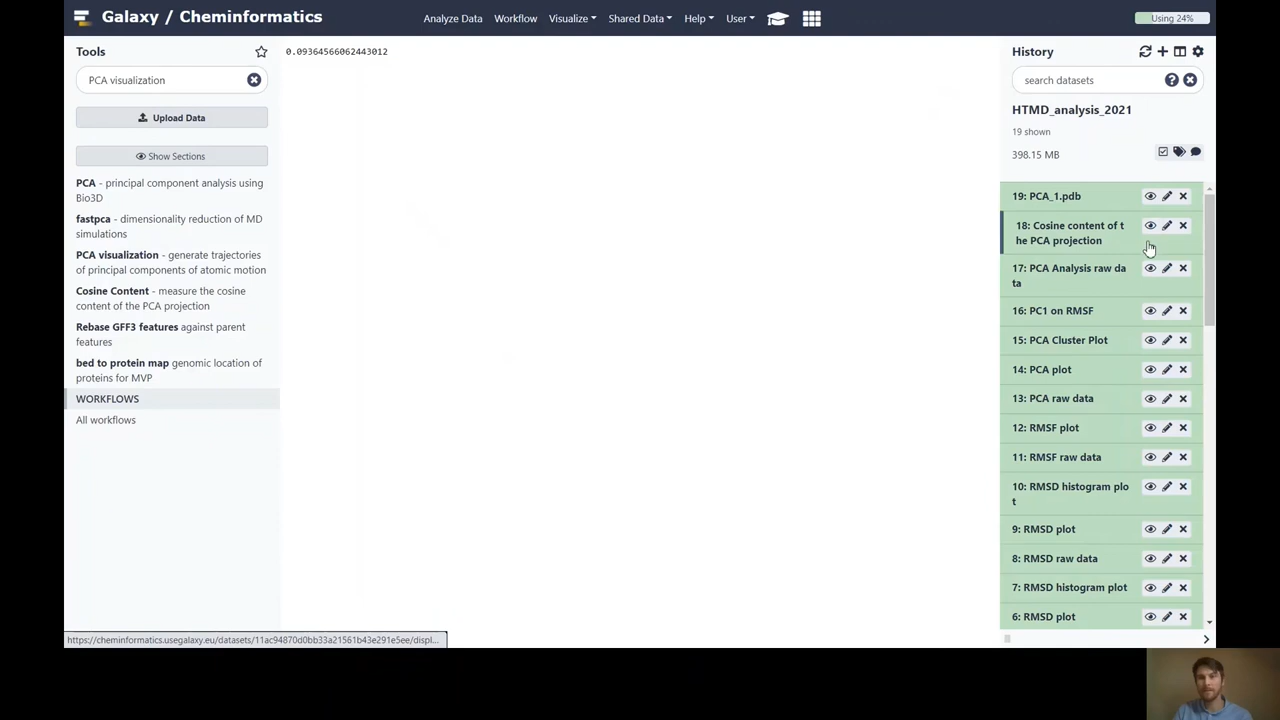 Galaxy / Cheminformatics
Analyze Data
Workflow
Visualize
Shared Data
Help
User
Using 24%
Tools
PCA visualization
Upload Data
Show Sections
PCA - principal component analysis using
Bio3D
fastpca - dimensionality reduction of MD
simulations
PCA visualization - generate trajectories
of principal components of atomic motion
Cosine Content - measure the cosine
content of the PCA projection
Rebase GFF3 features against parent
features
bed to protein map genomic location of
proteins for MVP
WORKFLOWS
All workflows
0.09364566062443012
History
search datasets
HTMD_analysis_2021
19 shown
398.15 MB
19: PCA_1.pdb
18: Cosine content of t
he PCA projection
17: PCA Analysis raw da
ta
16: PC1 on RMSF
15: PCA Cluster Plot
14: PCA plot
13: PCA raw data
12: RMSF plot
11: RMSF raw data
10: RMSD histogram plo
t
9: RMSD plot
8: RMSD raw data
7: RMSD histogram plot
6: RMSD plot
https://cheminformatics.usegalaxy.eu/datasets/11ac94870d0bb33a21561b43e291e5ee/displ...